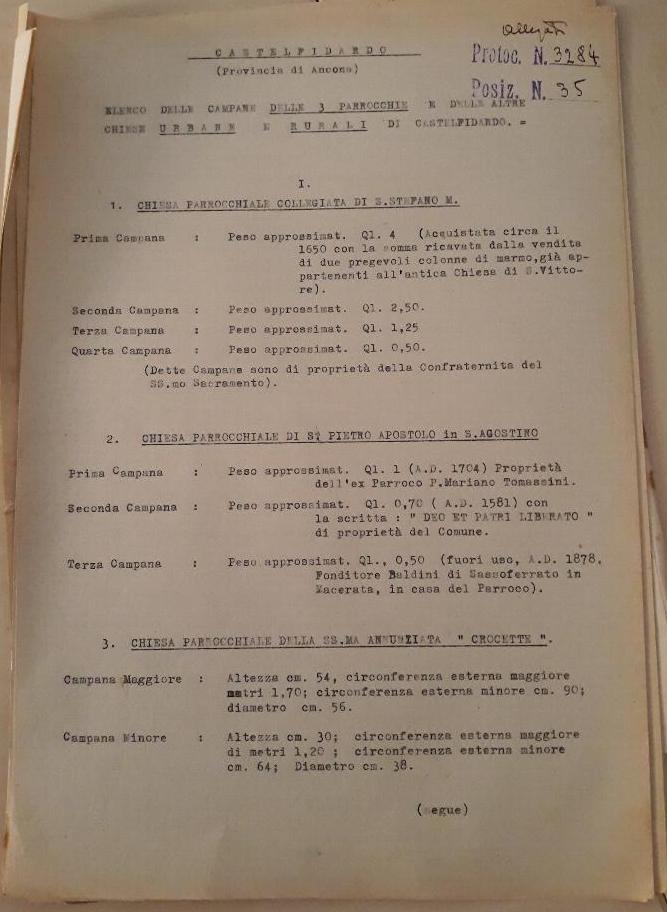 Allegati
Protoc. N. 3284
Posiz. N. 35
CASTELFIDARDO
(Provincia di Ancona)
ELENCO DELLE CAMPANE DELLE 3 PARROCCHIE E DELLE ALTRE
CHIESE URBANE E RURALI DI CASTELFIDARDO. =
I.
1. CHIESA PARROCCHIALE COLLEGIATA DI S.STEFANO M.
Prima Campana : Peso approssimat. Ql. 4 (Acquistata circa il
1650 con la somma ricavata dalla vendita
di due pregevoli colonne di marmo,già ap-
partenenti all'antica Chiesa di S.Vitto-
re).
Seconda Campana : Peso approssimat. Ql. 2,50.
Terza Campana : Peso approssimat. Ql. 1,25
Quarta Campana : Peso approssimat. Ql. 0,50.
(Dette Campane sono di proprietà della Confraternita del
SS.mo Sacramento).
2. CHIESA PARROCCHIALE DI S. PIETRO APOSTOLO in S.AGOSTINO
Prima Campana : Peso approssimat. Ql. 1 (A.D. 1704) Proprietà
dell'ex Parroco P.Mariano Tomassini.
Seconda Campana : Peso approssimat. Ql. 0,70 ( A.D. 1581) con
la scritta : " DEO ET PATRI LIBERATO "
di proprietà del Comune.
Terza Campana : Peso approssimat. Ql., 0,50 (fuori uso, A.D. 1878,
Fonditore Baldini di Sassoferrato in
Macerata, in casa del Parroco).
3. CHIESA PARROCCHIALE DELLA SS.MA ANNUNZIATA " CROCETTE ".
Campana Maggiore : Altezza cm. 54, circonferenza esterna maggiore
metri 1,70; circonferenza esterna minore cm. 90;
diametro cm. 56.
Campana Minore : Altezza cm. 30; circonferenza esterna maggiore
di metri 1,20 ; circonferenza esterna minore
cm. 64; Diametro cm. 38.
(segue)